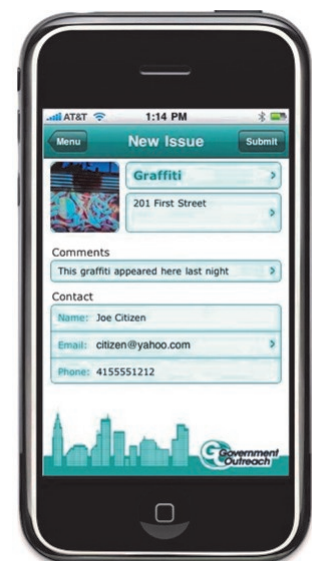 AT&T 1:14 PM
Menu New Issue Submit
Graffiti
201 First Street
Comments
This graffiti appeared here last night
Contact
Name: Joe Citizen
Email: citizen@yahoo.com
Phone: 4155551212
Government
Outreach